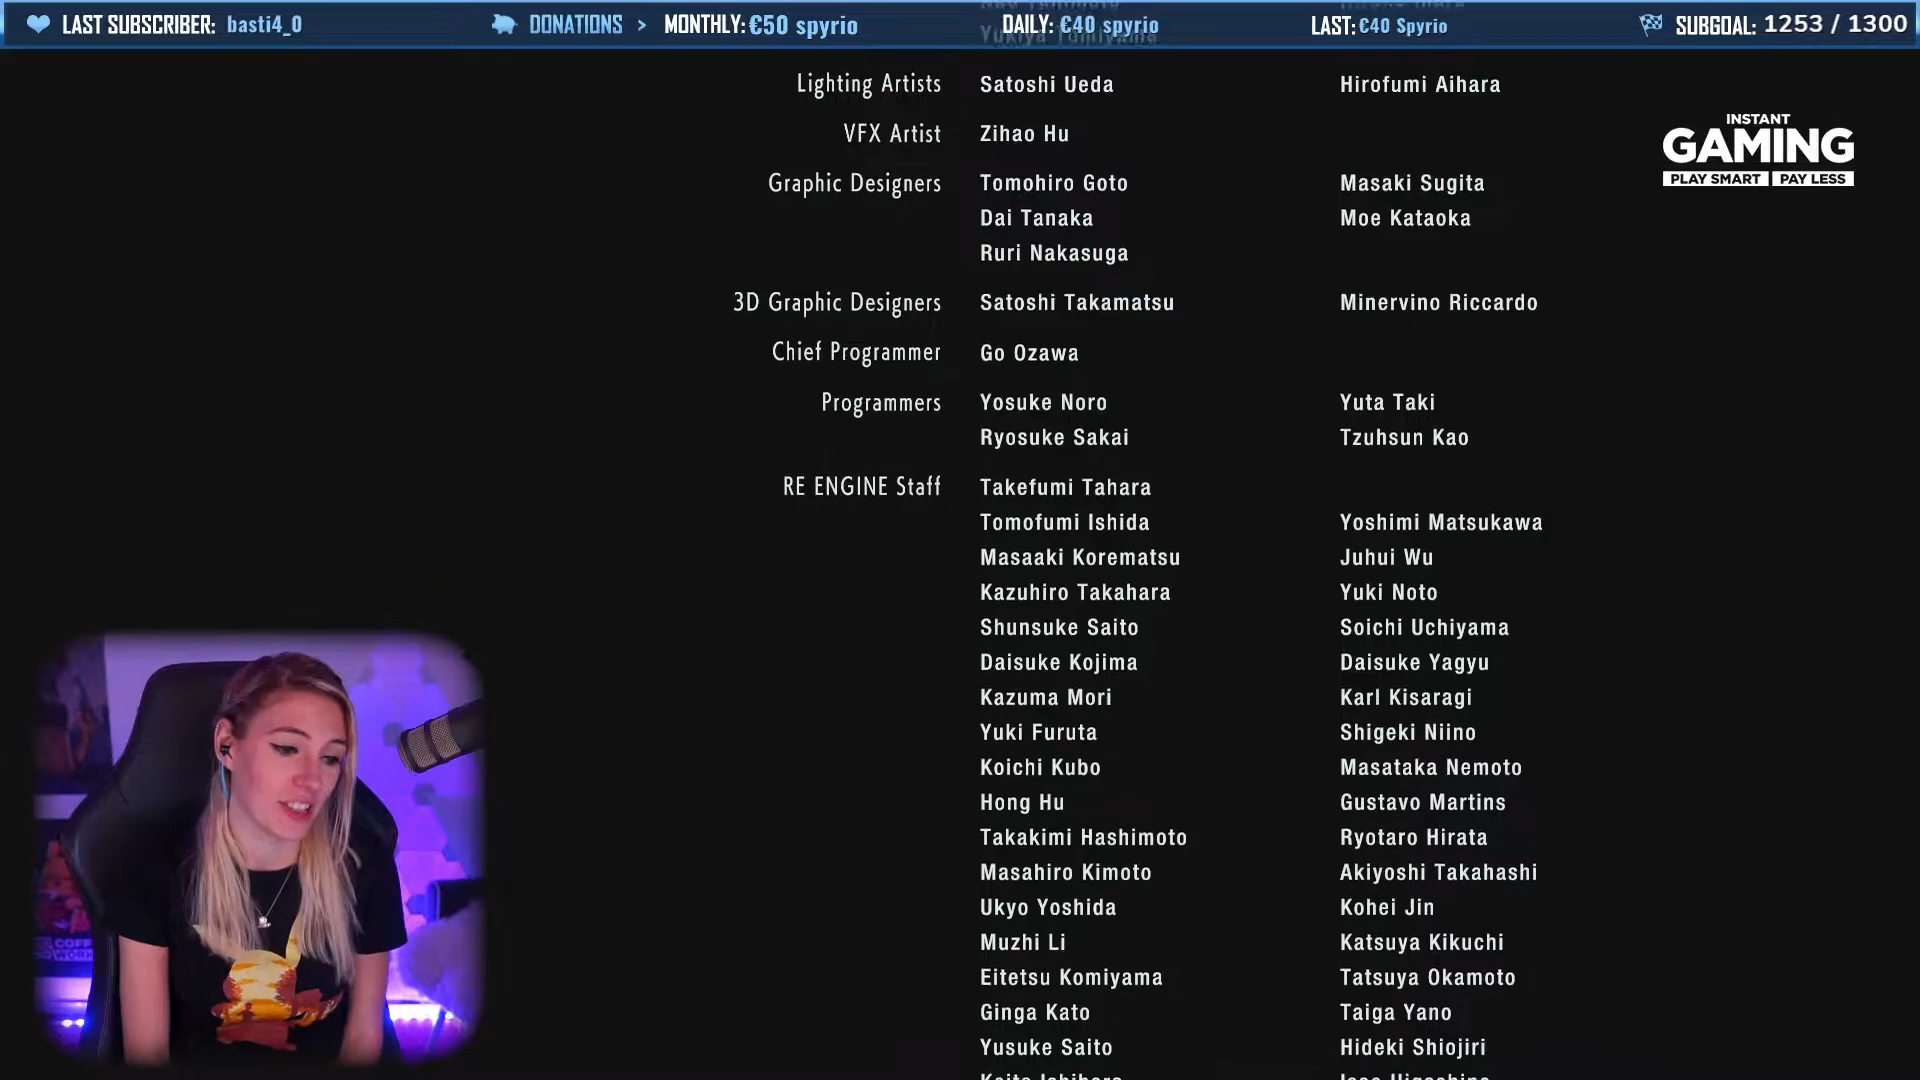 LAST SUBSCRIBER: basti4_0
DONATIONS > MONTHLY: €50 spyrio
DAILY: €40 spyrio
LAST: €40 Spyrio
SUBGOAL: 1253 / 1300
Yukiya Tomiyama
INSTANT
GAMING
PLAY SMART PAY LESS
Lighting Artists Satoshi Ueda Hirofumi Aihara
VFX Artist Zihao Hu
Graphic Designers Tomohiro Goto Masaki Sugita
Dai Tanaka Moe Kataoka
Ruri Nakasuga
3D Graphic Designers Satoshi Takamatsu Minervino Riccardo
Chief Programmer Go Ozawa
Programmers Yosuke Noro Yuta Taki
Ryosuke Sakai Tzuhsun Kao
RE ENGINE Staff Takefumi Tahara
Tomofumi Ishida Yoshimi Matsukawa
Masaaki Korematsu Juhui Wu
Kazuhiro Takahara Yuki Noto
Shunsuke Saito Soichi Uchiyama
Daisuke Kojima Daisuke Yagyu
Kazuma Mori Karl Kisaragi
Yuki Furuta Shigeki Niino
Koichi Kubo Masataka Nemoto
Hong Hu Gustavo Martins
Takakimi Hashimoto Ryotaro Hirata
Masahiro Kimoto Akiyoshi Takahashi
Ukyo Yoshida Kohei Jin
Muzhi Li Katsuya Kikuchi
Eitetsu Komiyama Tatsuya Okamoto
Ginga Kato Taiga Yano
Yusuke Saito Hideki Shiojiri